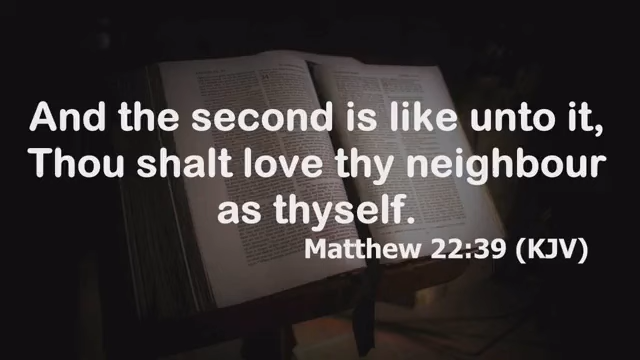 And the second is like unto it,
Thou shalt love thy neighbour
as thyself.
Matthew 22:39 (KJV)